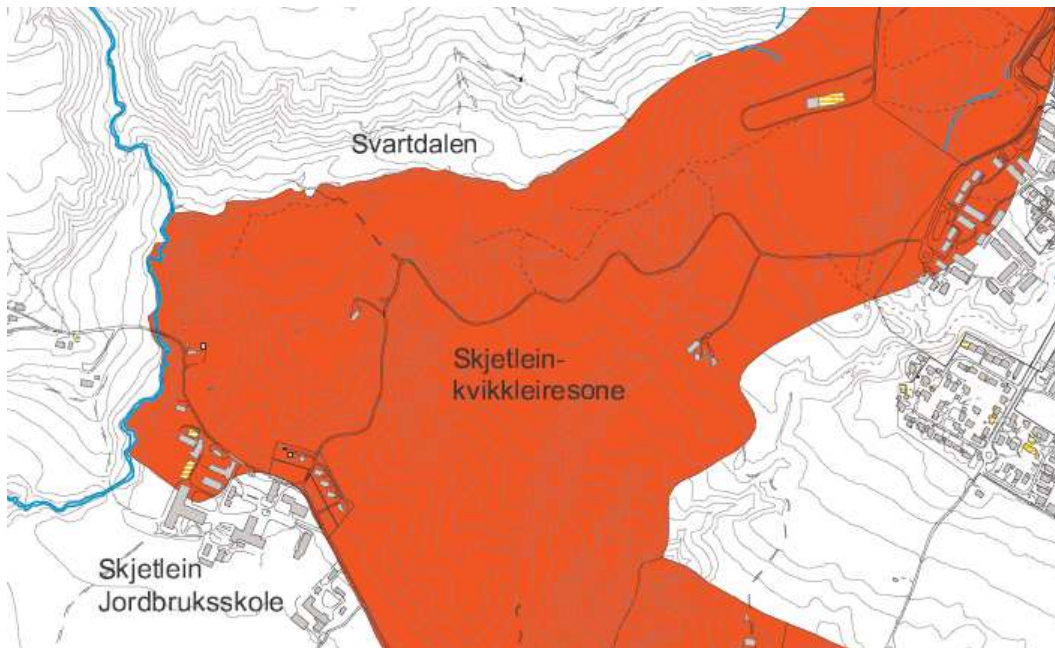 Svartdalen
Skjetlein-
kvikkleiresone
Skjetlein
Jordbruksskole